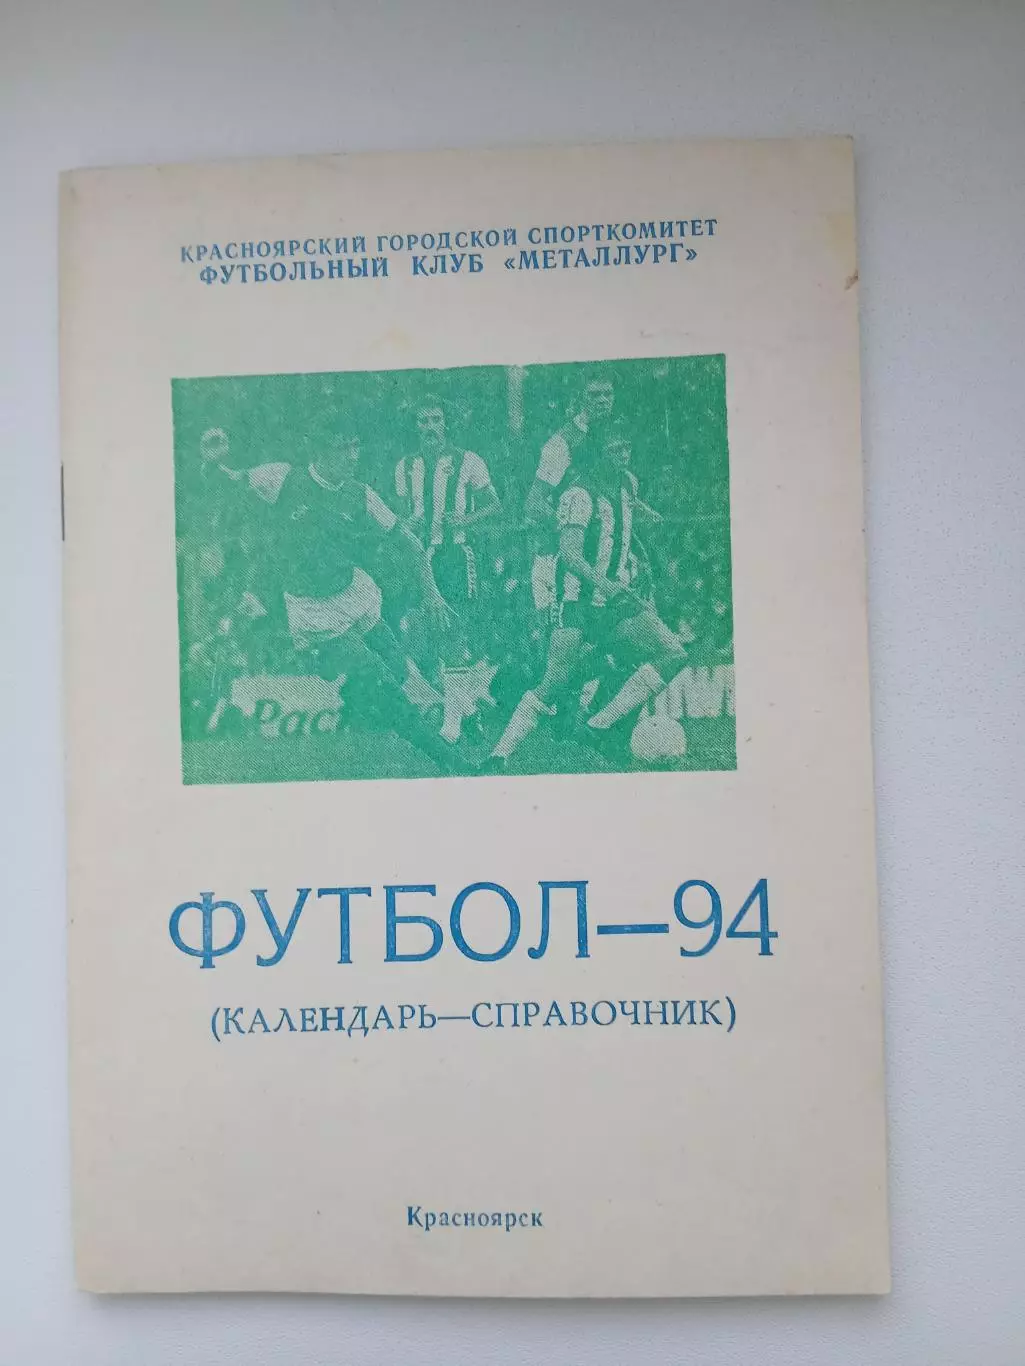 КРАСНОЯРСКИЙ ГОРОДСКОЙ СПОРТКОМИТЕТ
ФУТБОЛЬНЫЙ КЛУБ «МЕТАЛЛУРГ»
ФУТБОЛ—94
(КАЛЕНДАРЬ—СПРАВОЧНИК)
Красноярск